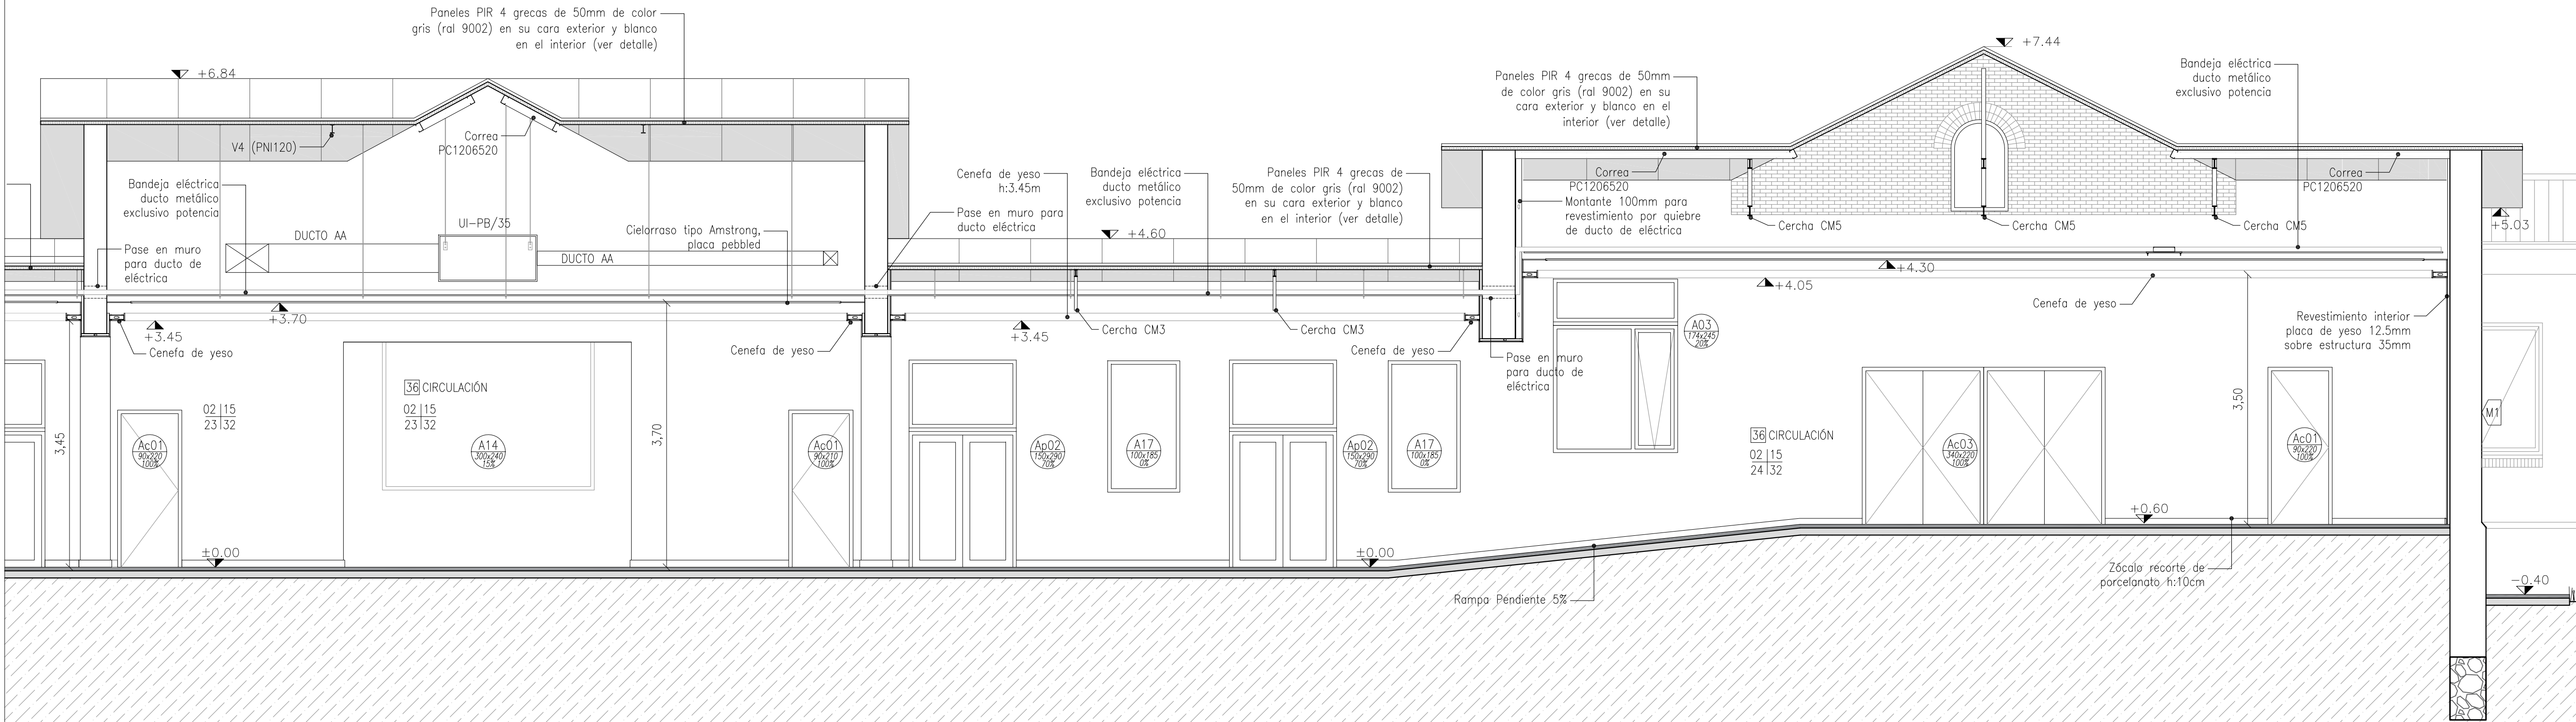 Paneles PIR 4 grecas de 50mm de color
gris (ral 9002) en su cara exterior y blanco
en el interior (ver detalle)
+6.84
V4 (PNI120)
Correa
PC1206520
Bandeja eléctrica
ducto metálico
exclusivo potencia
Pase en muro
para ducto de
eléctrica
DUCTO AA
UI-PB/35
DUCTO AA
Cielorraso tipo Amstrong,
placa pebbled
+3.45
Cenefa de yeso
+3.70
Cenefa de yeso
36 CIRCULACIÓN
02 15
23 32
02 15
23 32
3,45
Ac01
90x220
100%
A14
300x240
15%
3,70
Ac01
90x210
100%
±0.00
Cenefa de yeso
h:3.45m
Pase en muro para
ducto eléctrica
Bandeja eléctrica
ducto metálico
exclusivo potencia
+4.60
Paneles PIR 4 grecas de
50mm de color gris (ral 9002)
en su cara exterior y blanco
en el interior (ver detalle)
+3.45
Cercha CM3
Cercha CM3
Cenefa de yeso
Ap02
150x290
70%
A17
100x185
0%
Ap02
150x290
70%
A17
100x185
0%
±0.00
Rampa Pendiente 5%
Paneles PIR 4 grecas de 50mm
de color gris (ral 9002) en su
cara exterior y blanco en el
interior (ver detalle)
+7.44
Bandeja eléctrica
ducto metálico
exclusivo potencia
Correa
PC1206520
Montante 100mm para
revestimiento por quiebre
de ducto de eléctrica
Cercha CM5
Cercha CM5
Cercha CM5
Correa
PC1206520
+5.03
+4.30
+4.05
Cenefa de yeso
Revestimiento interior
placa de yeso 12.5mm
sobre estructura 35mm
Pase en muro
para ducto de
eléctrica
A03
174x245
20%
36 CIRCULACIÓN
02 15
24 32
Ac03
340x220
100%
3,50
Ac01
90x220
100%
M1
+0.60
Zócalo recorte de
porcelanato h:10cm
-0.40